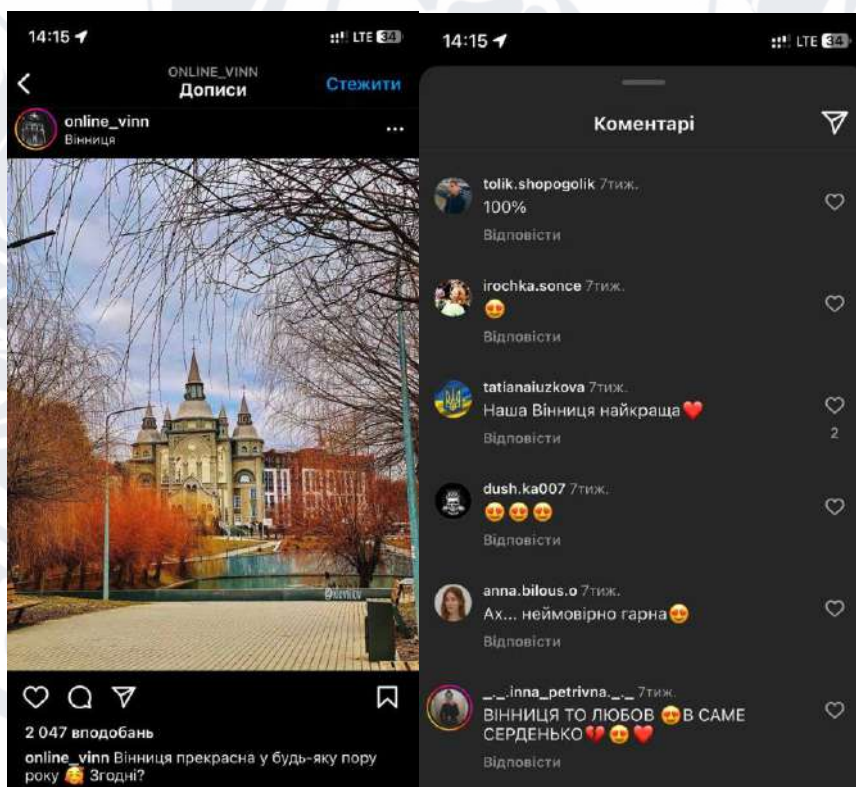 14:15
LTE 34
ONLINE_VINN
Дописи
Стежити
online_vinn
Вінниця
2 047 вподобань
online_vinn Вінниця прекрасна у будь-яку пору
року 🥰 Згодні?
14:15
LTE 34
Коментарі
tolik.shopogolik 7тиж.
100%
Відповісти
irochka.sonce 7тиж.
😍
Відповісти
tatianaiuzkova 7тиж.
Наша Вінниця найкраща❤️
2
Відповісти
dush.ka007 7тиж.
😍😍😍
Відповісти
anna.bilous.o 7тиж.
Ах... неймовірно гарна😍
Відповісти
_._.inna_petrivna._._ 7тиж.
ВІННИЦЯ ТО ЛЮБОВ 😍В САМЕ
СЕРДЕНЬКО💔😍❤️
Відповісти